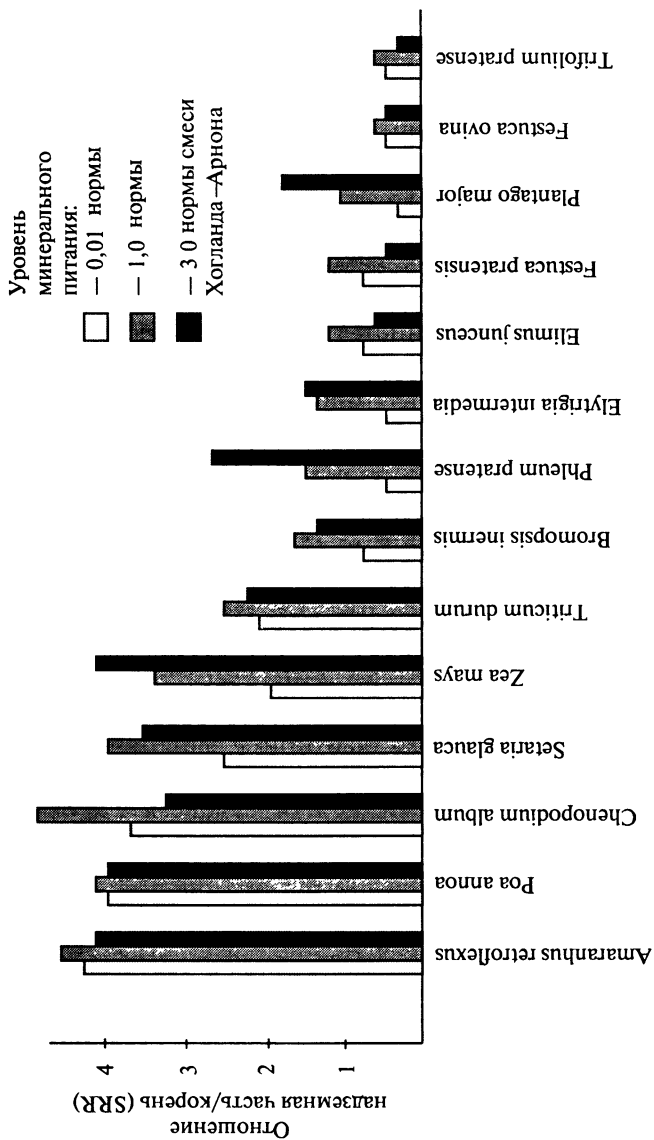 Отношение
надземная часть/корень (SRR)
4
3
2
1
Уровень
минерального
питания:
— 0,01 нормы
— 1,0 нормы
— 3 0 нормы смеси
Хогланда–Арнона
Amaranhus retroflexus
Poa annoa
Chenopodium album
Setaria glauca
Zea mays
Triticum durum
Bromopsis inermis
Phleum pratense
Elytrigia intermedia
Elimus junceus
Festuca pratensis
Plantago major
Festuca ovina
Trifolium pratense